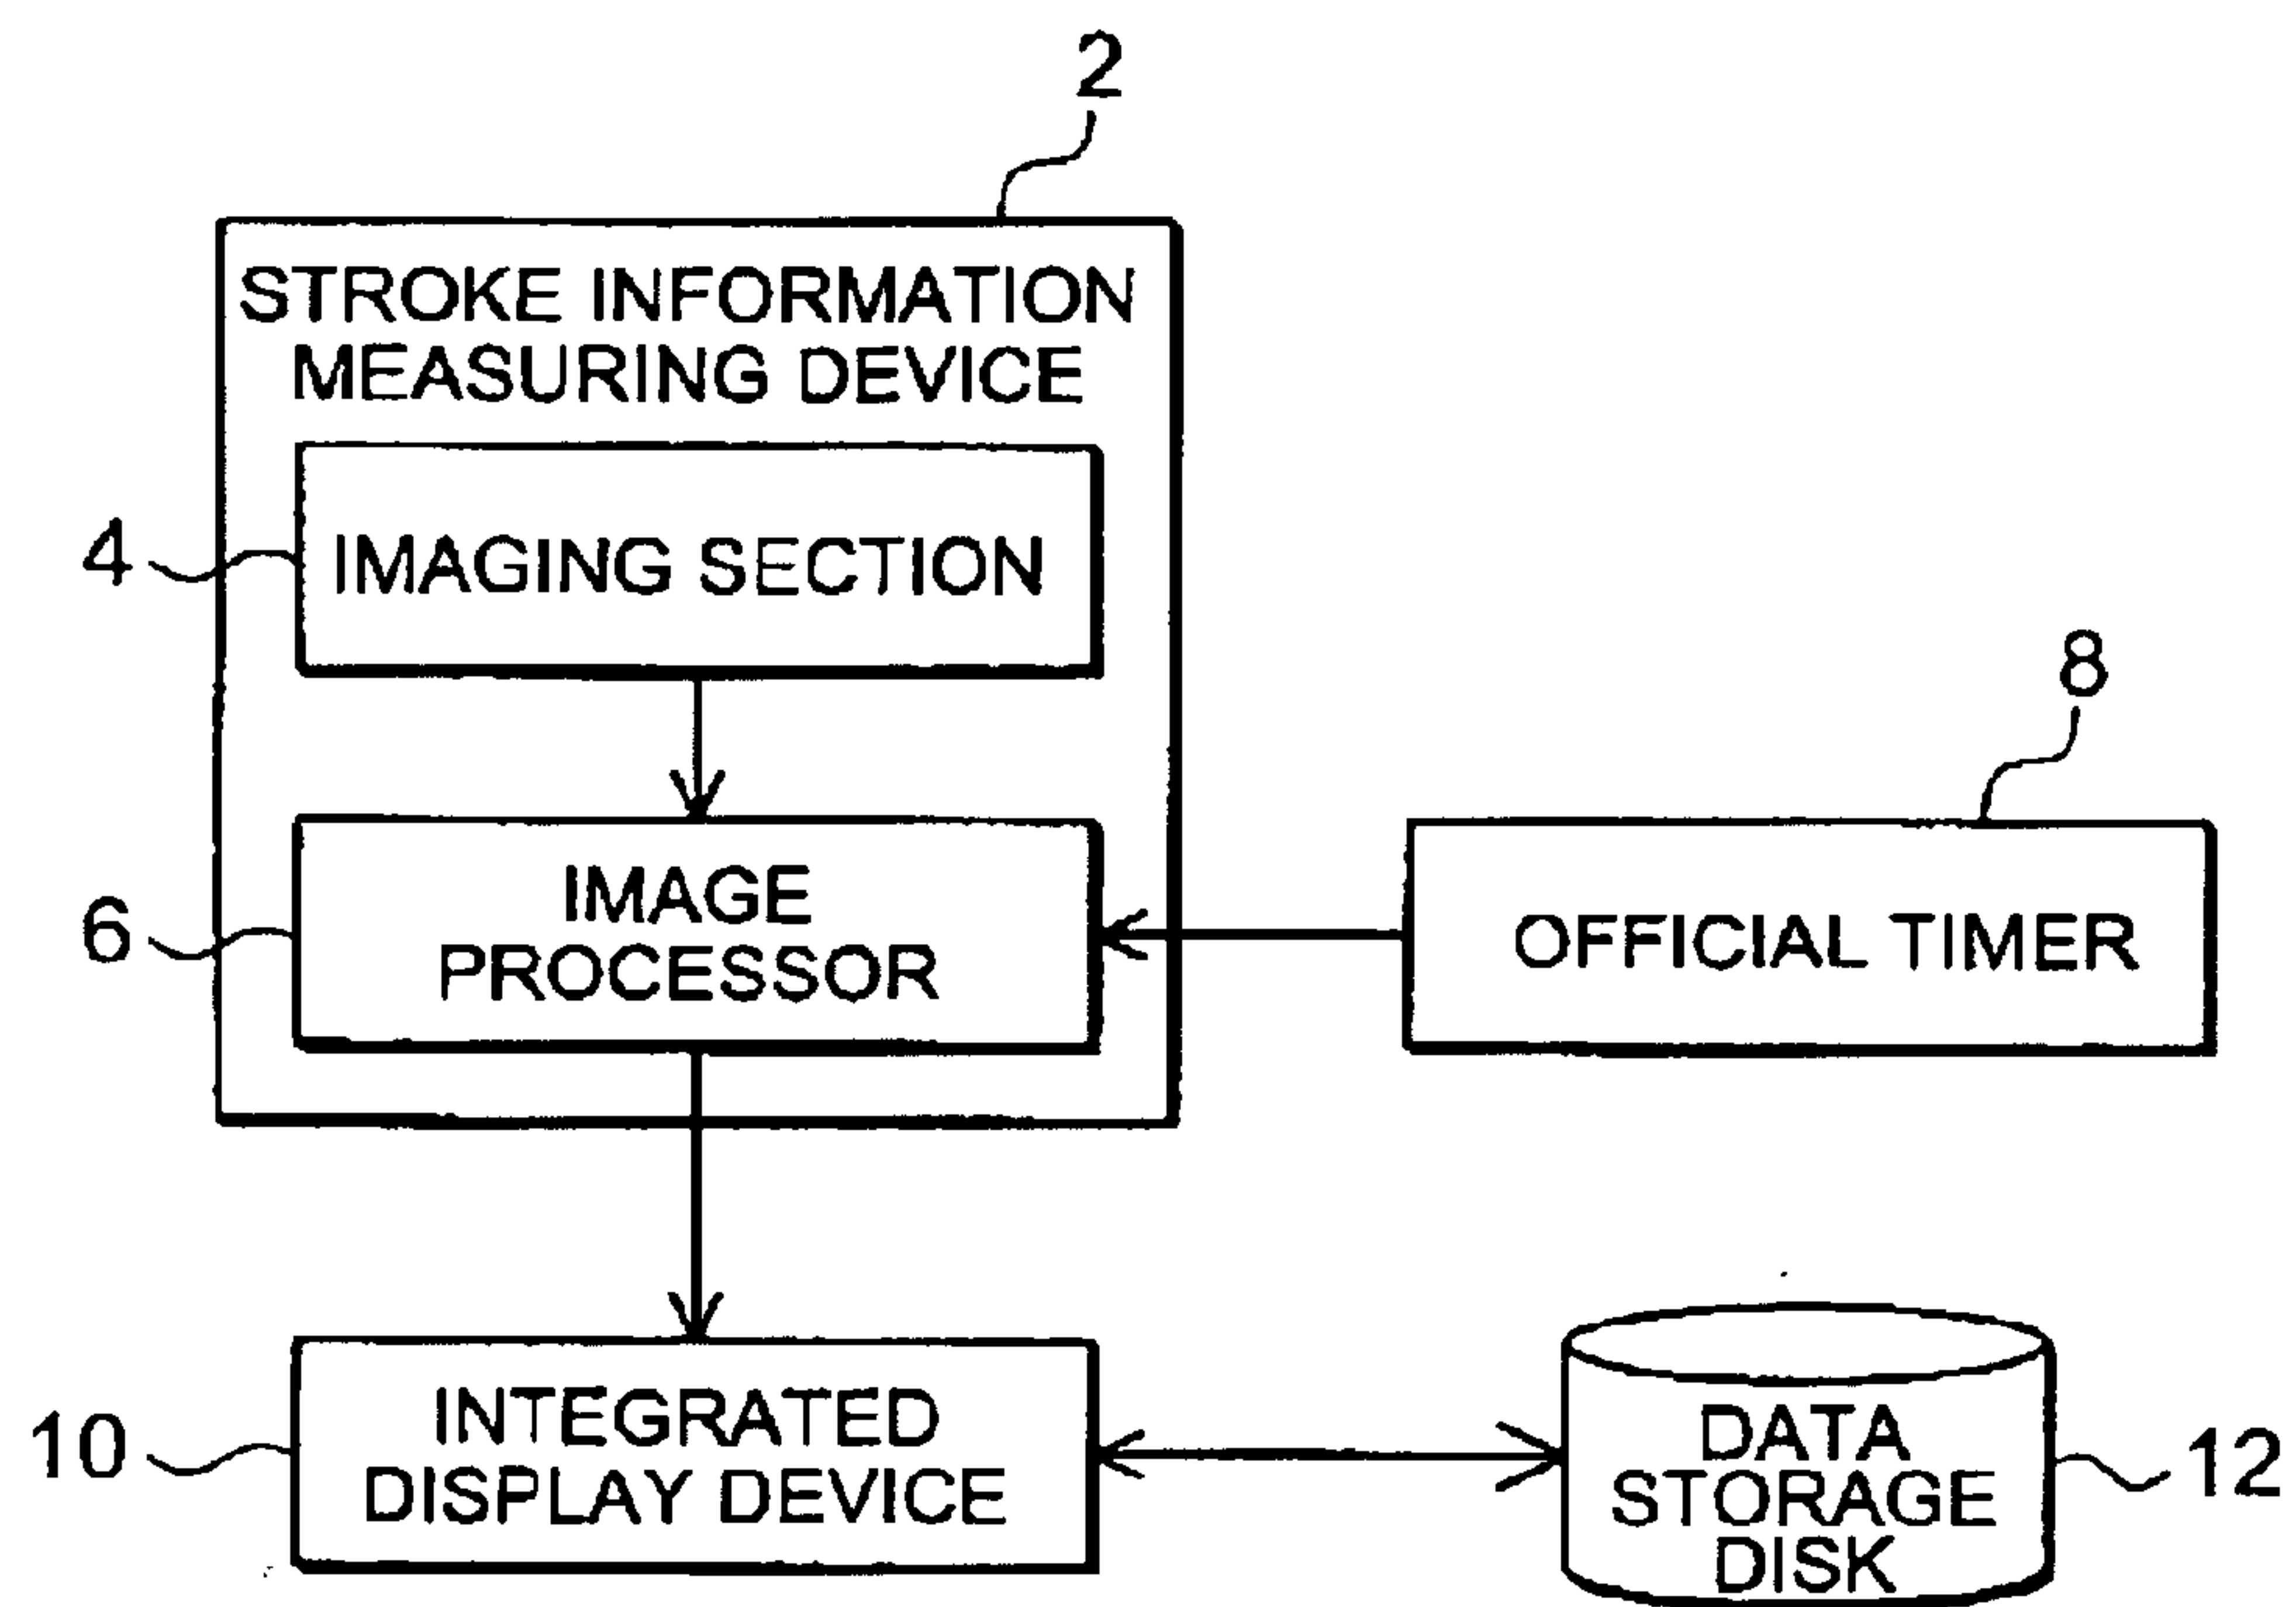 2
STROKE INFORMATION
MEASURING DEVICE
4
IMAGING SECTION
8
6
IMAGE
PROCESSOR
OFFICIAL TIMER
10
INTEGRATED
DISPLAY DEVICE
DATA
STORAGE
DISK
12